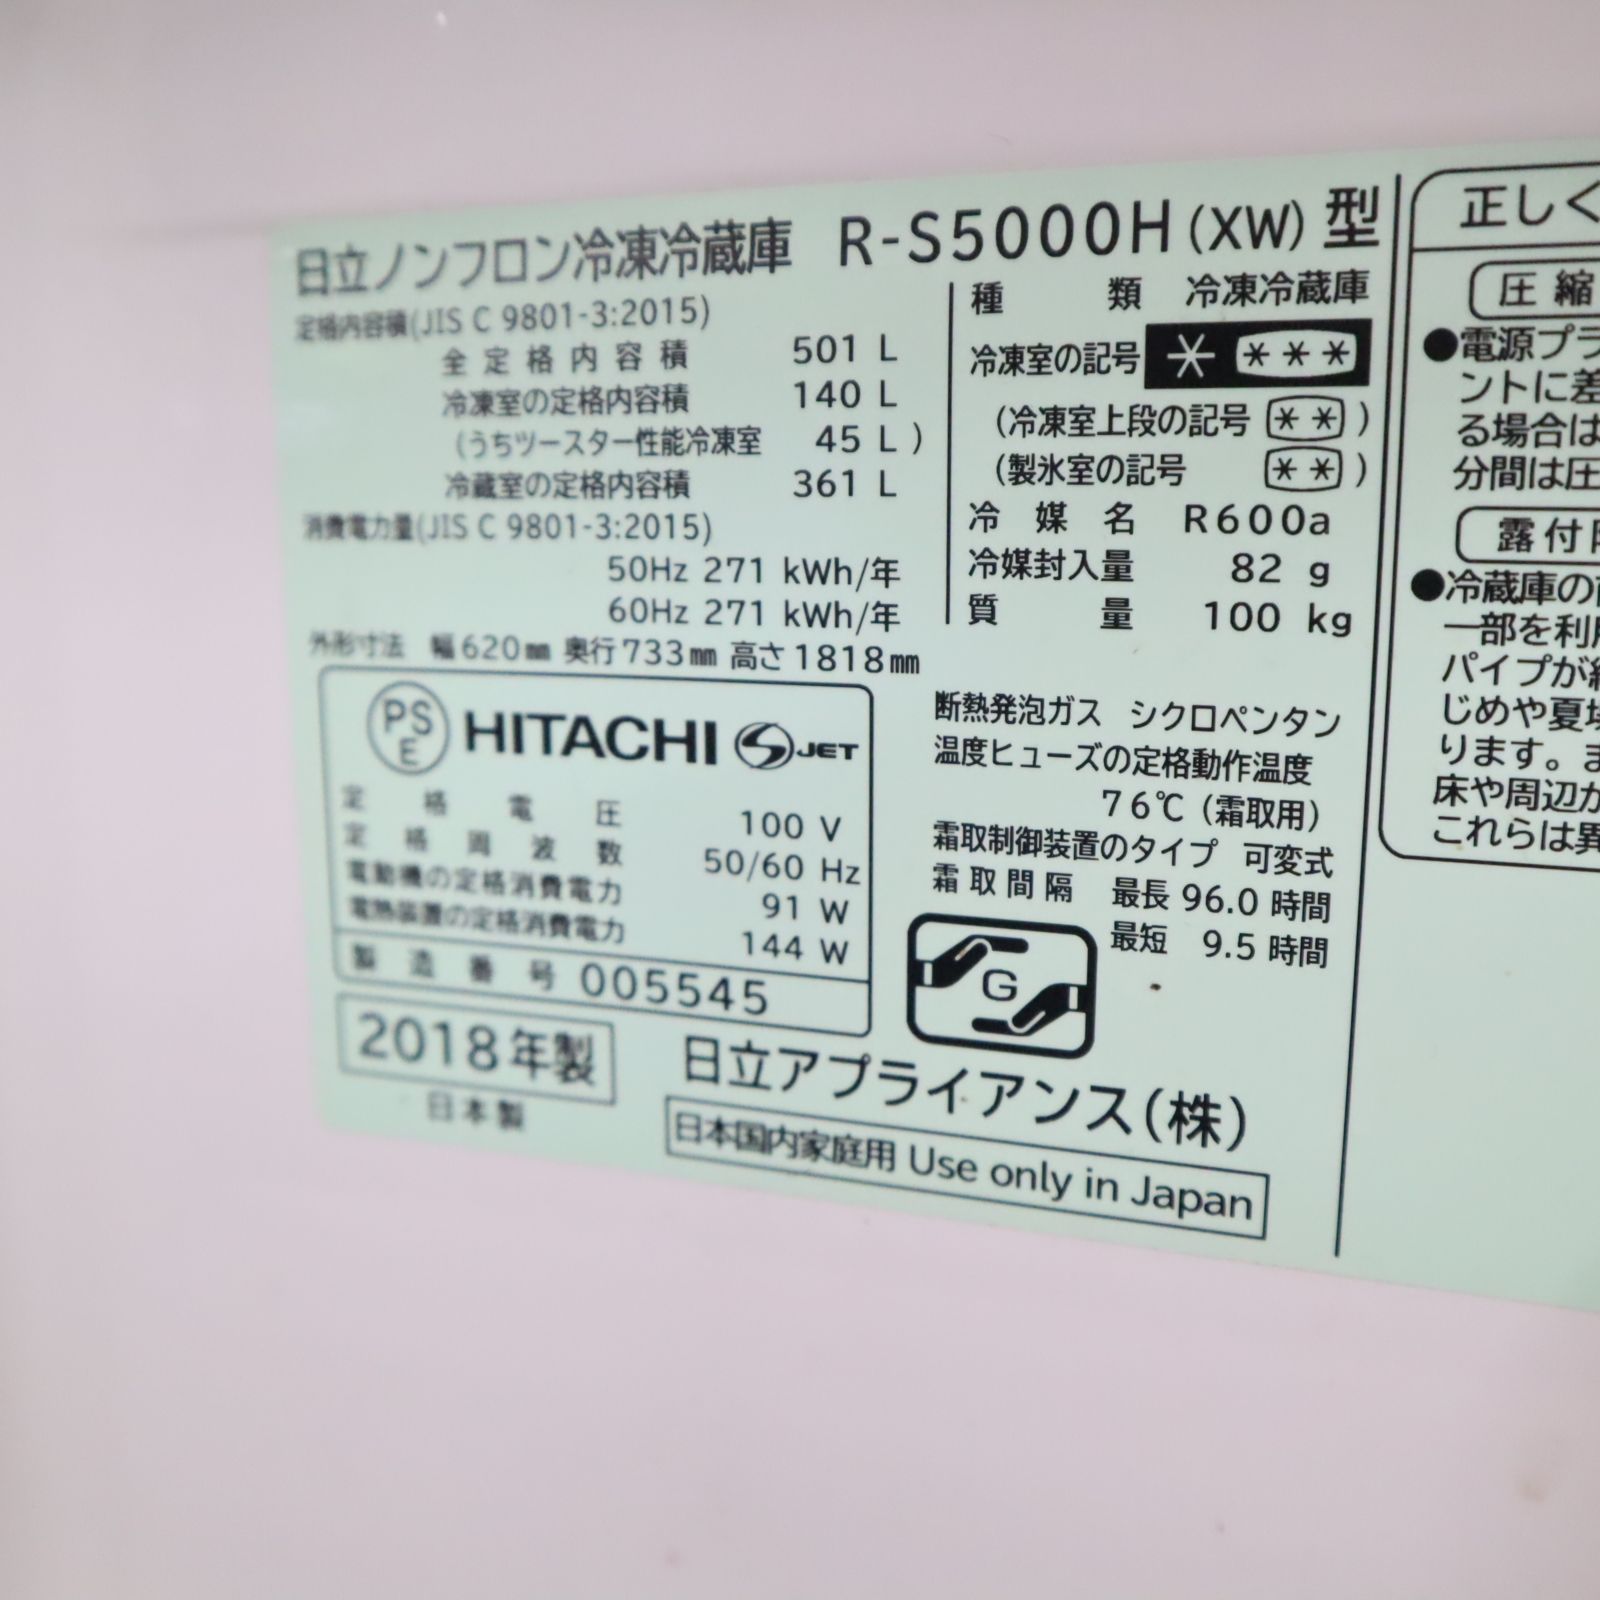 日立ノンフロン冷凍冷蔵庫 R-S5000H(XW)型
定格内容積(JIS C 9801-3:2015)
全定格内容積 501 L
冷凍室の定格内容積 140 L
(うちツースター性能冷凍室 45 L)
冷蔵室の定格内容積 361 L
消費電力量(JIS C 9801-3:2015)
50Hz 271 kWh/年
60Hz 271 kWh/年
外形寸法 幅620mm 奥行733mm 高さ1818mm
種類 冷凍冷蔵庫
冷凍室の記号 * ***
(冷凍室上段の記号 **)
(製氷室の記号 **)
冷媒名 R600a
冷媒封入量 82 g
質量 100 kg
PSE HITACHI S JET
定格電圧 100 V
定格周波数 50/60 Hz
電動機の定格消費電力 91 W
電熱装置の定格消費電力 144 W
製造番号 005545
2018年製
日本製
断熱発泡ガス シクロペンタン
温度ヒューズの定格動作温度
76℃(霜取用)
霜取制御装置のタイプ 可変式
霜取間隔 最長 96.0 時間
最短 9.5 時間
G
日立アプライアンス(株)
日本国内家庭用 Use only in Japan
正しく
圧縮
●電源プラ
ントに差
る場合は
分間は圧
露付
●冷蔵庫の
一部を利用
パイプが
じめや夏場
ります。ま
床や周辺が
これらは異